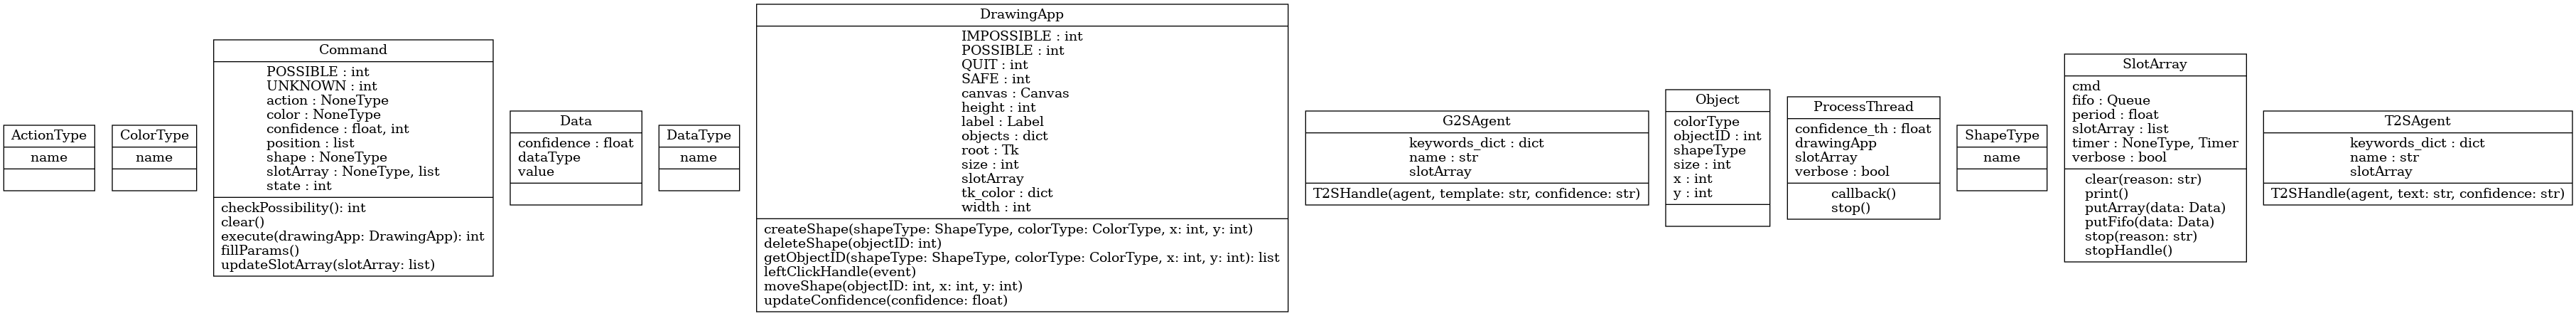 ActionType
name
ColorType
name
Command
POSSIBLE : int
UNKNOWN : int
action : NoneType
color : NoneType
confidence : float, int
position : list
shape : NoneType
slotArray : NoneType, list
state : int
checkPossibility(): int
clear()
execute(drawingApp: DrawingApp): int
fillParams()
updateSlotArray(slotArray: list)
Data
confidence : float
dataType
value
DataType
name
DrawingApp
IMPOSSIBLE : int
POSSIBLE : int
QUIT : int
SAFE : int
canvas : Canvas
height : int
label : Label
objects : dict
root : Tk
size : int
slotArray
tk_color : dict
width : int
createShape(shapeType: ShapeType, colorType: ColorType, x: int, y: int)
deleteShape(objectID: int)
getObjectID(shapeType: ShapeType, colorType: ColorType, x: int, y: int): list
leftClickHandle(event)
moveShape(objectID: int, x: int, y: int)
updateConfidence(confidence: float)
G2SAgent
keywords_dict : dict
name : str
slotArray
T2SHandle(agent, template: str, confidence: str)
Object
colorType
objectID : int
shapeType
size : int
x : int
y : int
ProcessThread
confidence_th : float
drawingApp
slotArray
verbose : bool
callback()
stop()
ShapeType
name
SlotArray
cmd
fifo : Queue
period : float
slotArray : list
timer : NoneType, Timer
verbose : bool
clear(reason: str)
print()
putArray(data: Data)
putFifo(data: Data)
stop(reason: str)
stopHandle()
T2SAgent
keywords_dict : dict
name : str
slotArray
T2SHandle(agent, text: str, confidence: str)